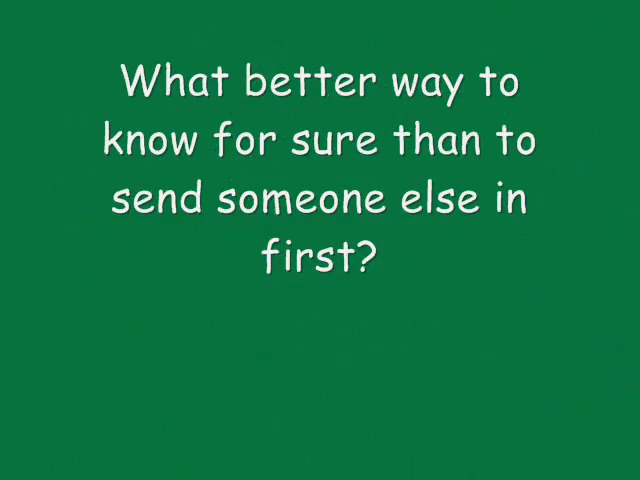 What better way to
know for sure than to
send someone else in
first?